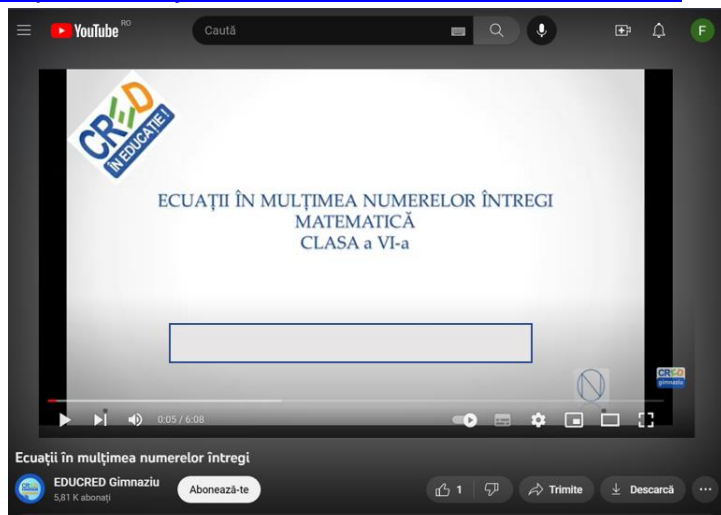 YouTube RO
Caută
F
CRED
ÎN EDUCAȚIE!
ECUAȚII ÎN MULȚIMEA NUMERELOR ÎNTREGI
MATEMATICĂ
CLASA a VI-a
N
CRED
gimnaziu
0:05 / 6:08
Ecuații în mulțimea numerelor întregi
EDUCRED Gimnaziu
5,81 K abonați
Abonează-te
1
Trimite
Descarcă